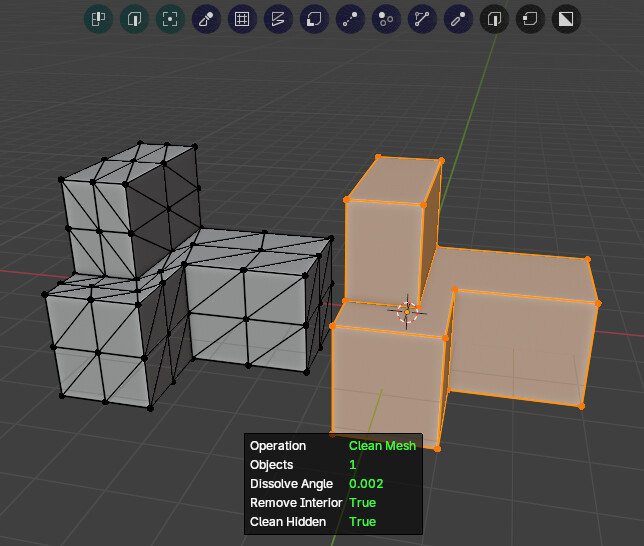 Operation Clean Mesh
Objects 1
Dissolve Angle 0.002
Remove Interior True
Clean Hidden True